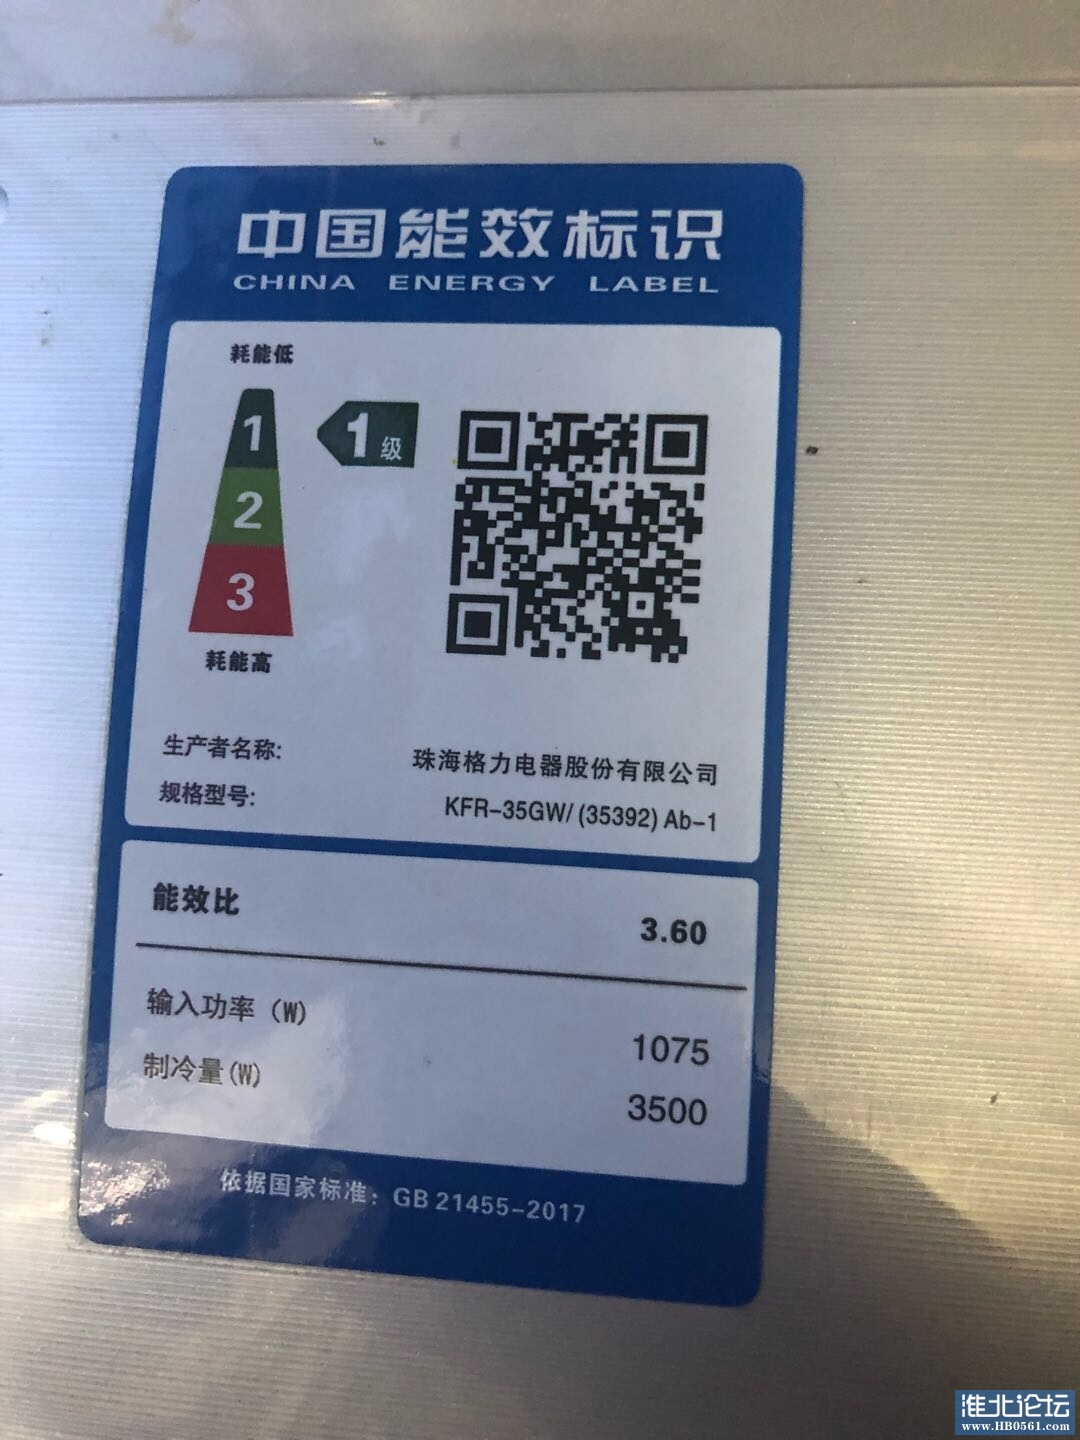 中国能效标识
CHINA ENERGY LABEL
耗能低
1
1级
2
3
耗能高
生产者名称: 珠海格力电器股份有限公司
规格型号: KFR-35GW/(35392)Ab-1
能效比 3.60
输入功率（W） 1075
制冷量(W) 3500
依据国家标准：GB 21455-2017
淮北论坛
www.HB0561.com